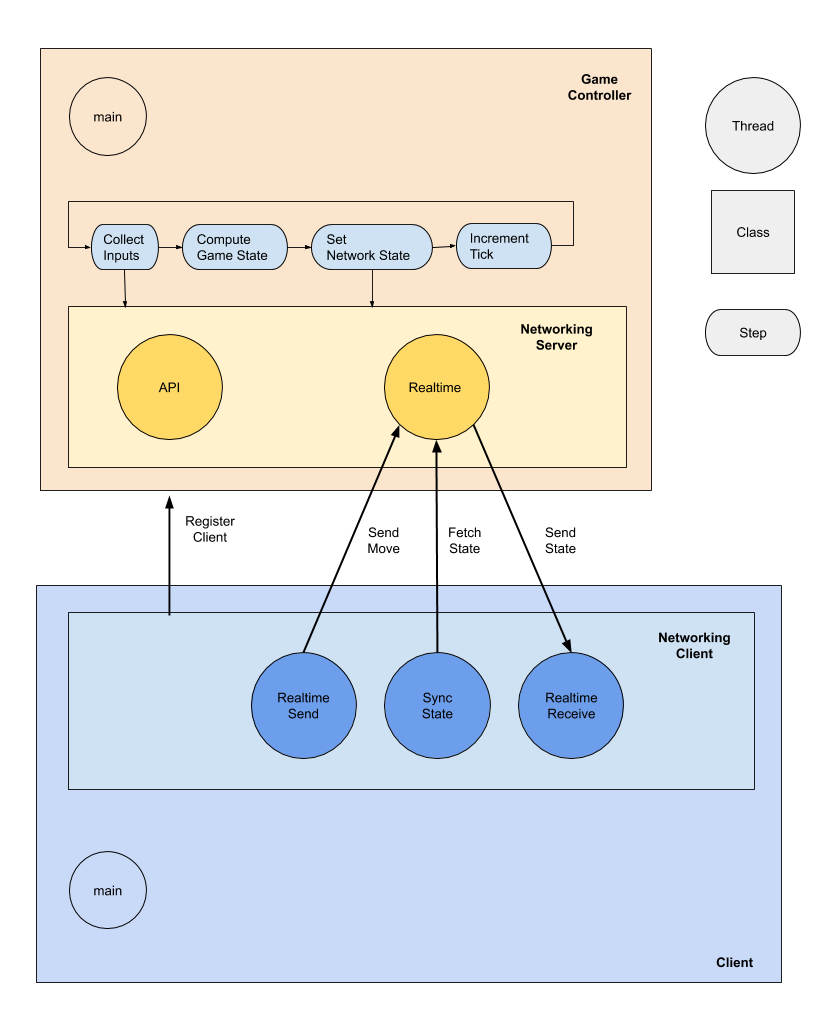 Game
Controller
main
Thread
Class
Step
Collect
Inputs
Compute
Game State
Set
Network State
Increment
Tick
Networking
Server
API
Realtime
Register
Client
Send
Move
Fetch
State
Send
State
Networking
Client
Realtime
Send
Sync
State
Realtime
Receive
main
Client